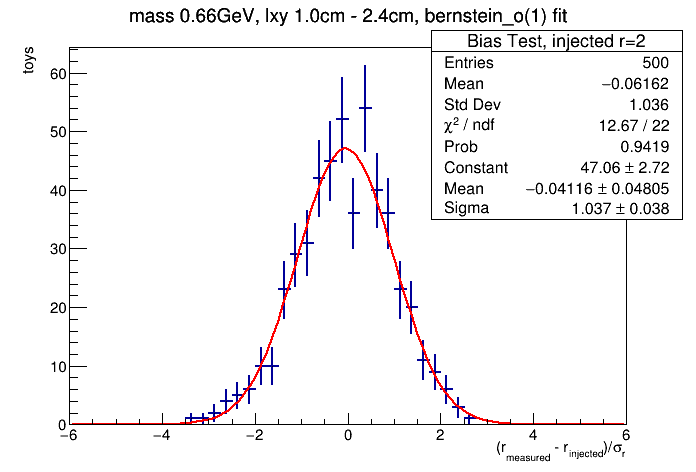 mass 0.66GeV, lxy 1.0cm - 2.4cm, bernstein_o(1) fit
Bias Test, injected r=2
Entries 500
Mean −0.06162
Std Dev 1.036
χ² / ndf 12.67 / 22
Prob 0.9419
Constant 47.06 ± 2.72
Mean −0.04116 ± 0.04805
Sigma 1.037 ± 0.038
toys
60
50
40
30
20
10
0
−6 −4 −2 0 2 4 6
(r_measured - r_injected)/σ_r